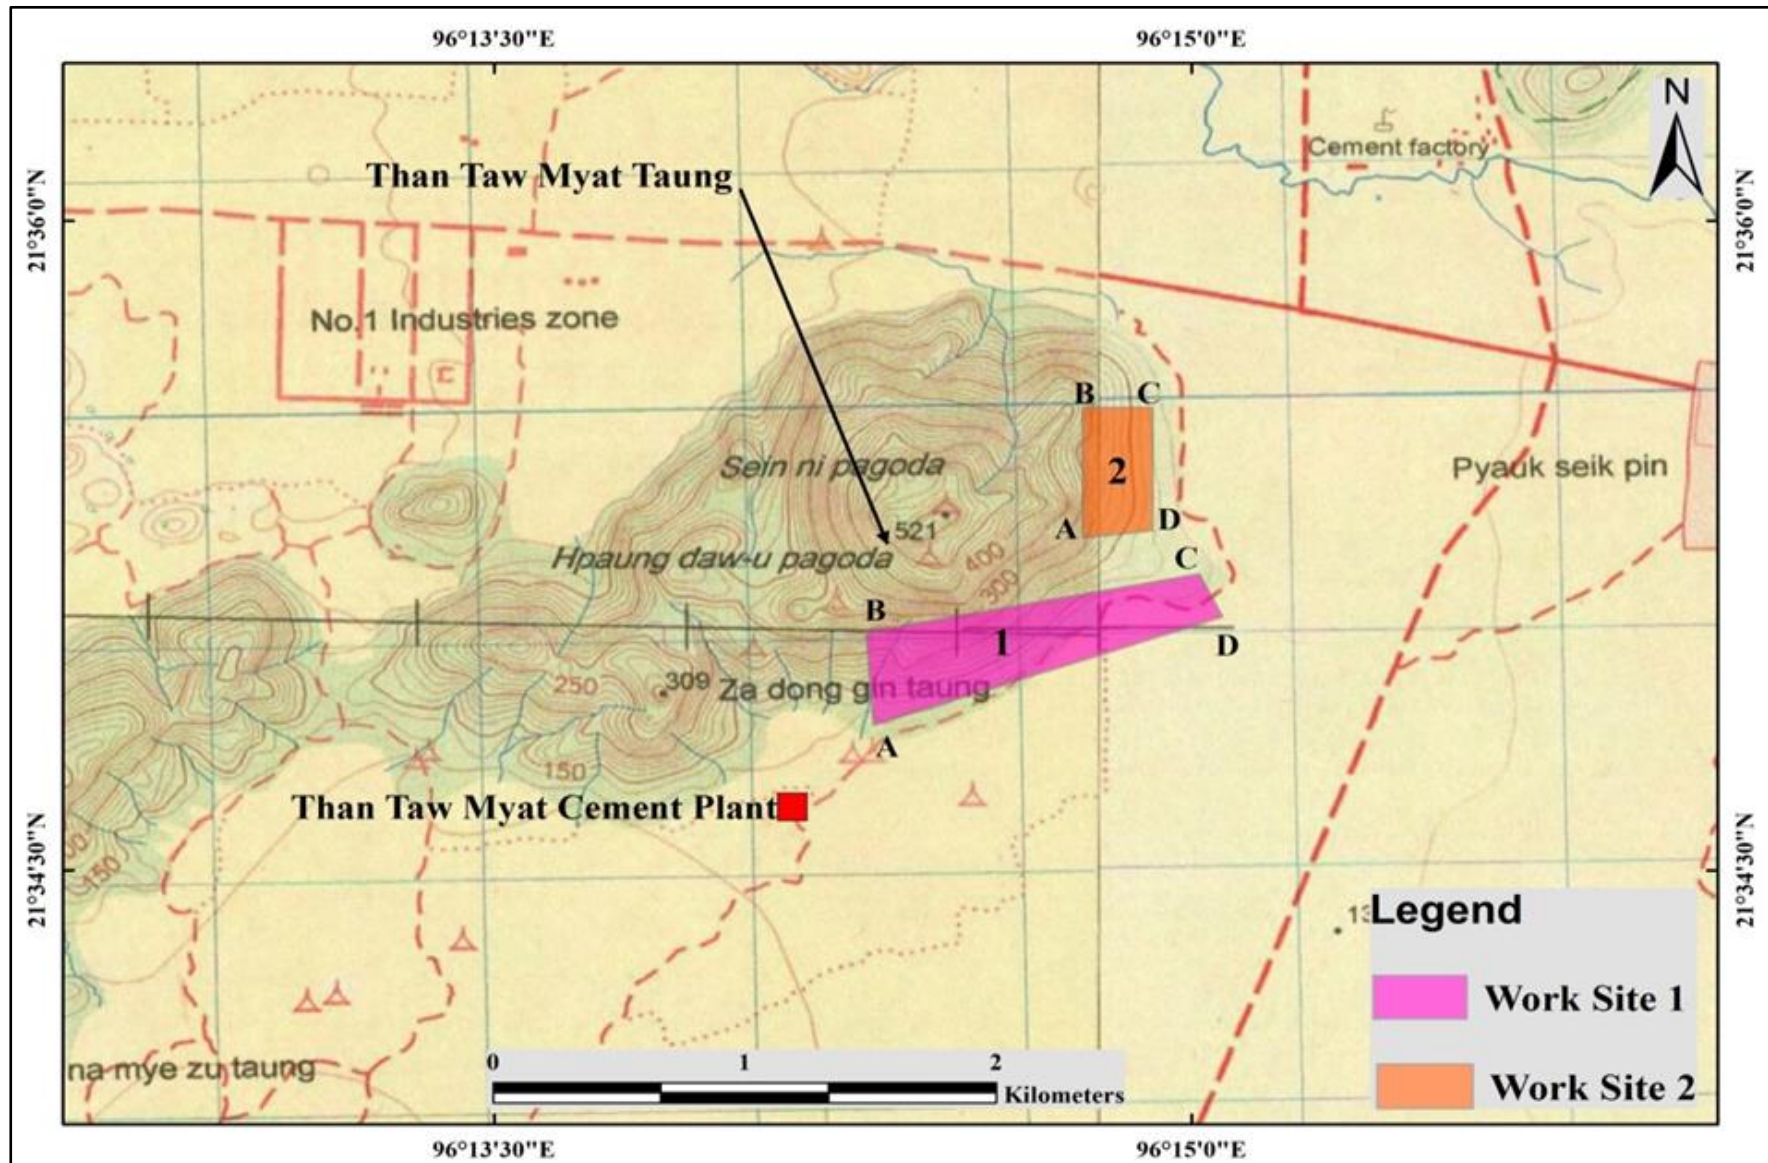 96°13'30"E
96°15'0"E
N
Cement factory
Than Taw Myat Taung
21°36'0"N
21°36'0"N
No.1 Industries zone
B
C
Sein ni pagoda
2
Pyauk seik pin
521
A
D
Hpaung daw-u pagoda
400
C
300
B
1
D
250
309
Za dong gin taung
A
150
Than Taw Myat Cement Plant
21°34'30"N
21°34'30"N
150
Legend
Work Site 1
na mye zu taung
0
1
2
Kilometers
Work Site 2
96°13'30"E
96°15'0"E